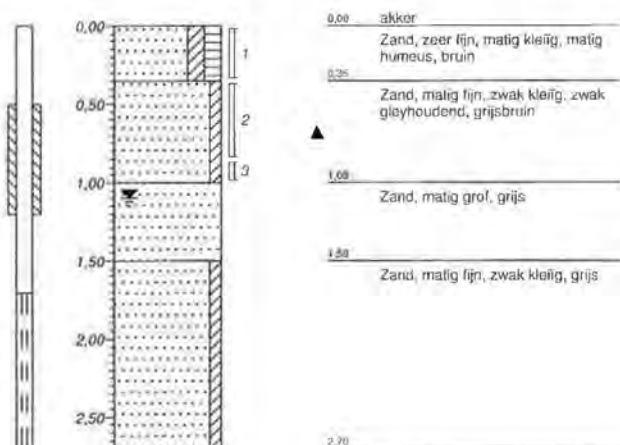 0,00
0,50
1,00
1,50
2,00
2,50
1
2
3
0,00 akker
Zand, zeer fijn, matig kleiïg, matig
humeus, bruin
0,35
Zand, matig fijn, zwak kleiïg, zwak
gleyhoudend, grijsbruin
1,00
Zand, matig grof, grijs
1,50
Zand, matig fijn, zwak kleiïg, grijs
2,70